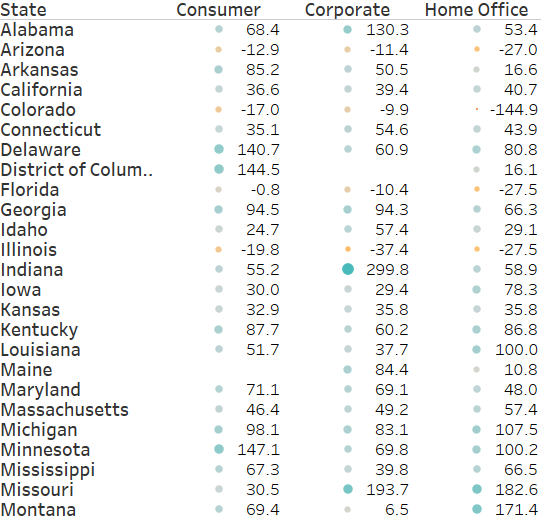 State Consumer Corporate Home Office
Alabama 68.4 130.3 53.4
Arizona -12.9 -11.4 -27.0
Arkansas 85.2 50.5 16.6
California 36.6 39.4 40.7
Colorado -17.0 -9.9 -144.9
Connecticut 35.1 54.6 43.9
Delaware 140.7 60.9 80.8
District of Colum.. 144.5 16.1
Florida -0.8 -10.4 -27.5
Georgia 94.5 94.3 66.3
Idaho 24.7 57.4 29.1
Illinois -19.8 -37.4 -27.5
Indiana 55.2 299.8 58.9
Iowa 30.0 29.4 78.3
Kansas 32.9 35.8 35.8
Kentucky 87.7 60.2 86.8
Louisiana 51.7 37.7 100.0
Maine 84.4 10.8
Maryland 71.1 69.1 48.0
Massachusetts 46.4 49.2 57.4
Michigan 98.1 83.1 107.5
Minnesota 147.1 69.8 100.2
Mississippi 67.3 39.8 66.5
Missouri 30.5 193.7 182.6
Montana 69.4 6.5 171.4